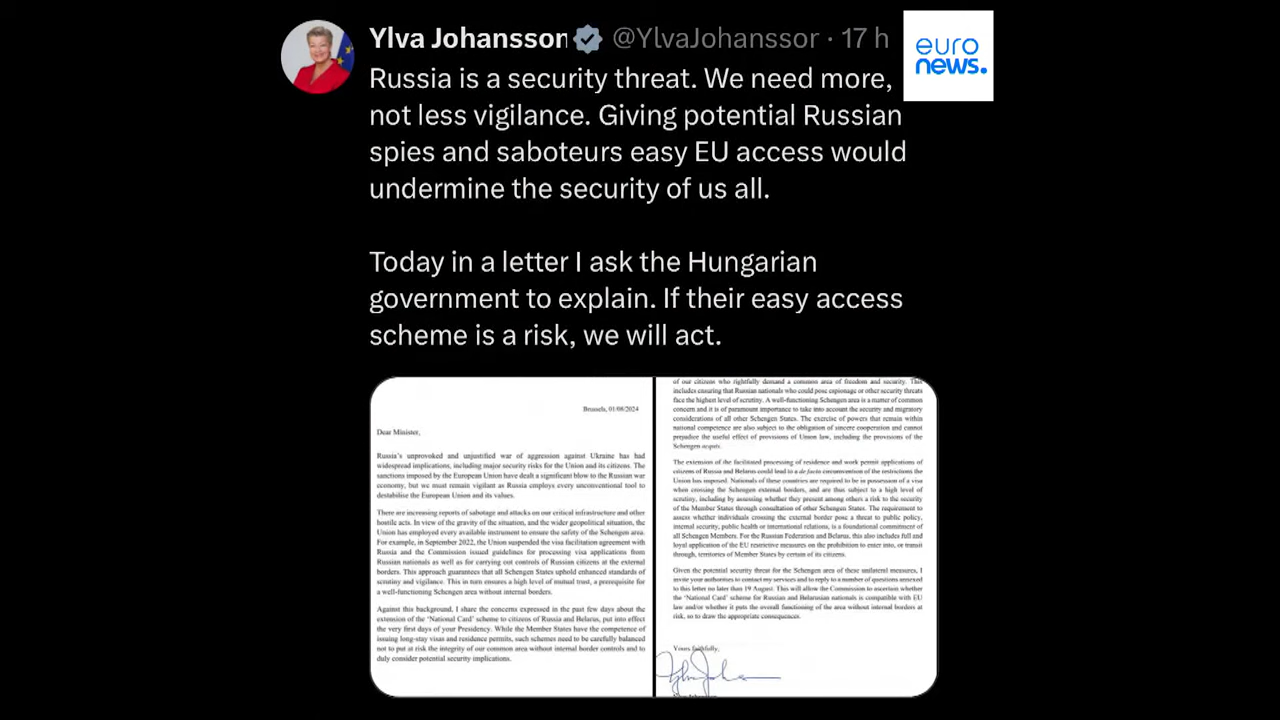 Ylva Johansson @YlvaJohanssor · 17 h
euro
news.
Russia is a security threat. We need more,
not less vigilance. Giving potential Russian
spies and saboteurs easy EU access would
undermine the security of us all.
Today in a letter I ask the Hungarian
government to explain. If their easy access
scheme is a risk, we will act.
Brussels, 01/08/2024
Dear Minister,
Russia's unprovoked and unjustified war of aggression against Ukraine has had
widespread implications, including major security risks for the Union and its citizens. The
sanctions imposed by the European Union have dealt a significant blow to the Russian war
economy, but we must remain vigilant as Russia employs every unconventional tool to
destabilise the European Union and its values.
There are increasing reports of sabotage and attacks on our critical infrastructure and other
hostile acts. In view of the gravity of the situation, and the wider geopolitical situation, the
Union has employed every available instrument to ensure the safety of the Schengen area.
For example, in September 2022, the Union suspended the visa facilitation agreement with
Russia and the Commission issued guidelines for processing visa applications from
Russian nationals as well as for carrying out controls of Russian citizens at the external
borders. This approach guarantees that all Schengen States uphold enhanced standards of
scrutiny and vigilance. This in turn ensures a high level of mutual trust, a prerequisite for
a well-functioning Schengen area without internal borders.
Against this background, I share the concerns expressed in the past few days about the
extension of the 'National Card' scheme to citizens of Russia and Belarus, put into effect
the very first days of your Presidency. While the Member States have the competence of
issuing long-stay visas and residence permits, such schemes need to be carefully balanced
not to put at risk the integrity of our common area without internal border controls and to
duly consider potential security implications.
of our citizens who rightfully demand a common area of freedom and security. This
includes ensuring that Russian nationals who could pose espionage or other security threats
face the highest level of scrutiny. A well-functioning Schengen area is a matter of common
concern and it is of paramount importance to take into account the security and migratory
considerations of all other Schengen States. The exercise of powers that remain within
national competence are also subject to the obligation of sincere cooperation and cannot
prejudice the useful effect of provisions of Union law, including the provisions of the
Schengen acquis.
The extension of the facilitated processing of residence and work permit applications of
citizens of Russia and Belarus could lead to a de facto circumvention of the restrictions the
Union has imposed. Nationals of these countries are required to be in possession of a visa
when crossing the Schengen external borders, and are thus subject to a high level of
scrutiny, including by assessing whether they present among others a risk to the security
of the Member States through consultation of other Schengen States. The requirement to
assess whether individuals crossing the external border pose a threat to public policy,
internal security, public health or international relations, is a foundational commitment of
all Schengen Members. For the Russian Federation and Belarus, this also includes full and
loyal application of the EU restrictive measures on the prohibition to enter into, or transit
through, territories of Member States by certain of its citizens.
Given the potential security threat for the Schengen area of these unilateral measures, I
invite your authorities to contact my services and to reply to a number of questions annexed
to this letter no later than 19 August. This will allow the Commission to ascertain whether
the 'National Card' scheme for Russian and Belarusian nationals is compatible with EU
law and/or whether it puts the overall functioning of the area without internal borders at
risk, so to draw the appropriate consequences.
Yours faithfully,